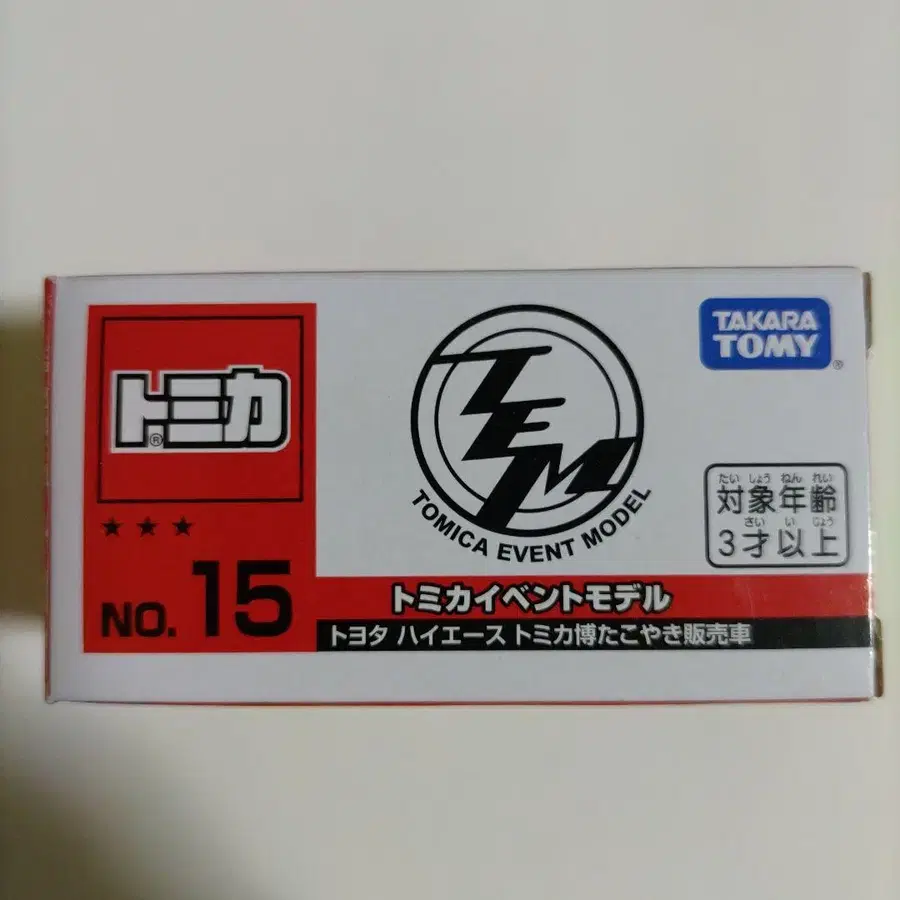 トミカ®
★★★
NO. 15
TEM
TOMICA EVENT MODEL
TAKARA
TOMY®
たいしょうねんれい
対象年齢
さいいじょう
3才以上
トミカイベントモデル
トヨタ ハイエース トミカ博たこやき販売車